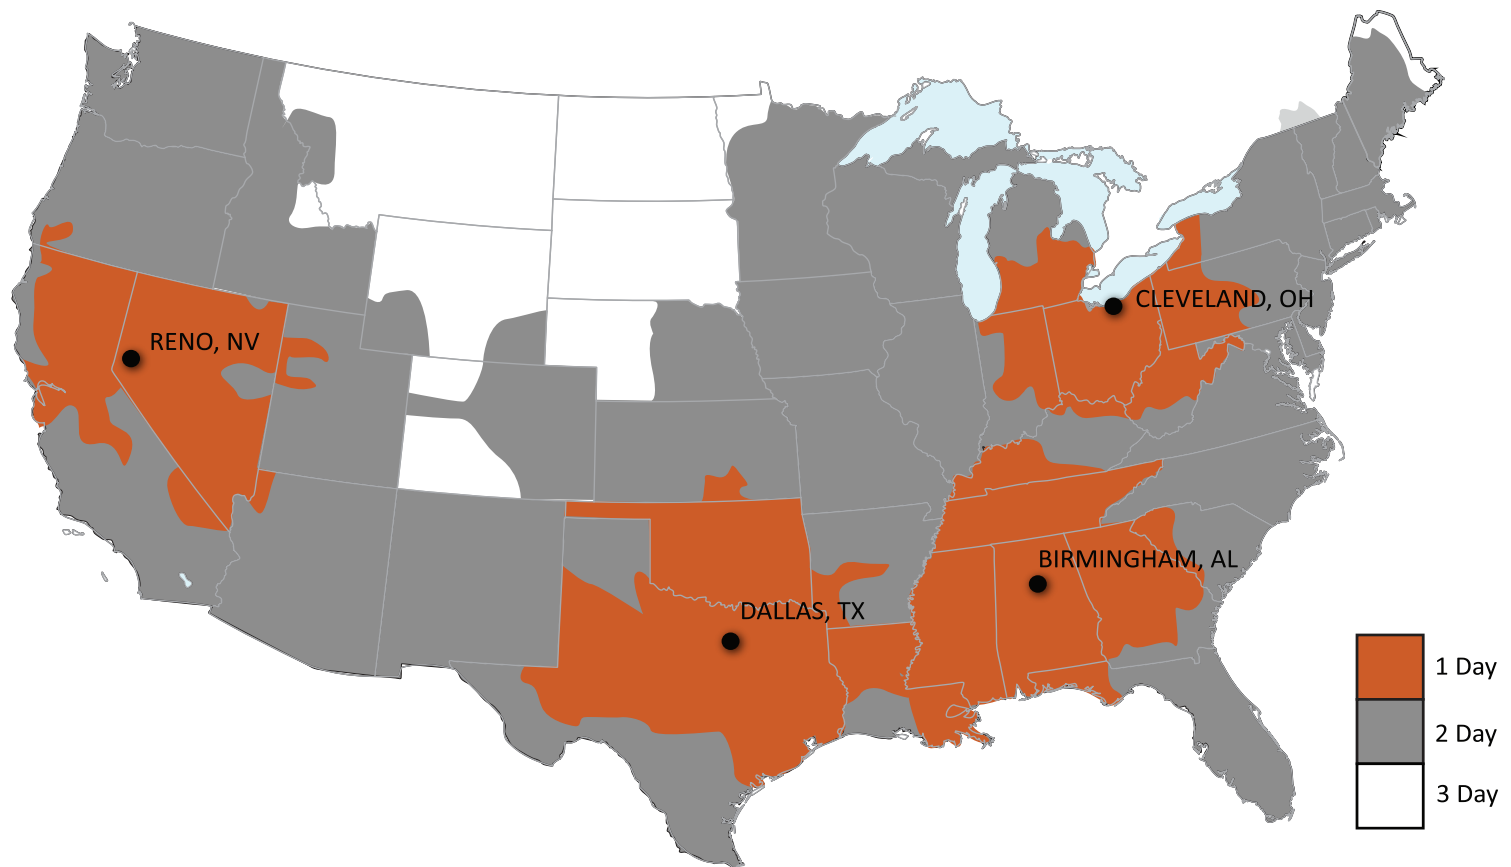 RENO, NV
CLEVELAND, OH
BIRMINGHAM, AL
DALLAS, TX
1 Day
2 Day
3 Day